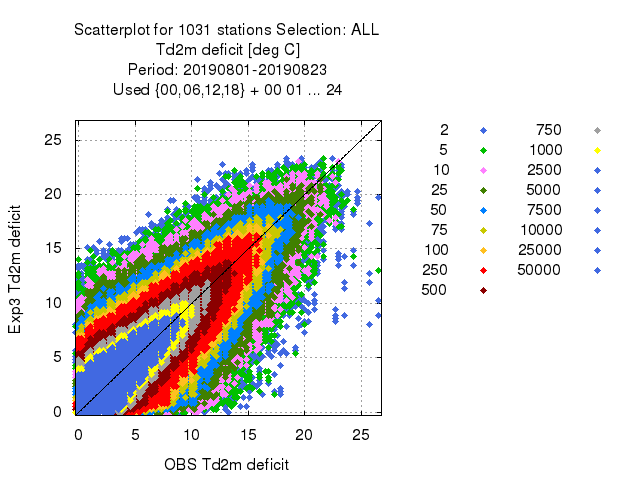 Scatterplot for 1031 stations Selection: ALL
Td2m deficit [deg C]
Period: 20190801-20190823
Used {00,06,12,18} + 00 01 ... 24
25
20
15
10
5
0
Exp3 Td2m deficit
0 5 10 15 20 25
OBS Td2m deficit
2 750
5 1000
10 2500
25 5000
50 7500
75 10000
100 25000
250 50000
500